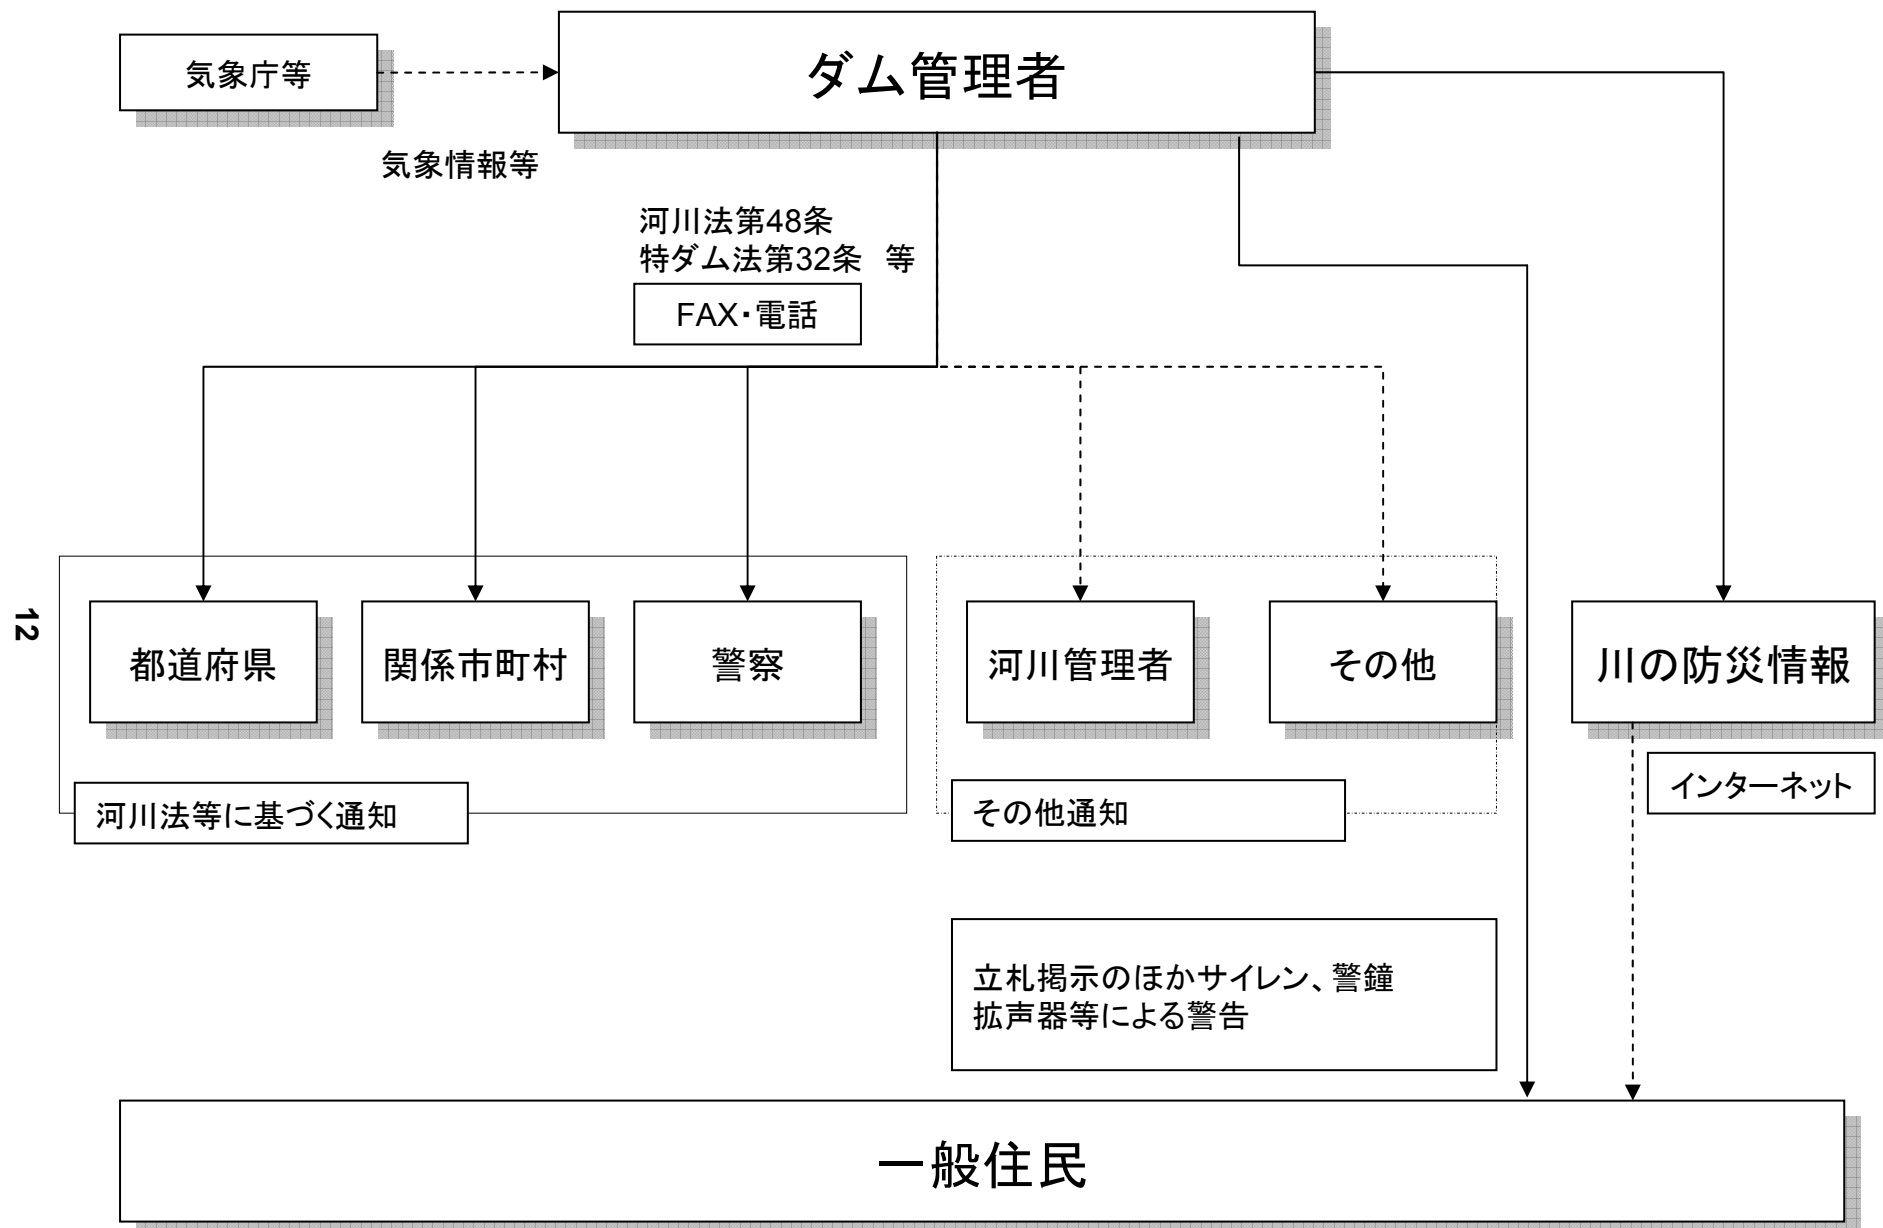 気象庁等
ダム管理者
気象情報等
河川法第48条
特ダム法第32条 等
FAX・電話
12
都道府県
関係市町村
警察
河川管理者
その他
川の防災情報
河川法等に基づく通知
その他通知
インターネット
立札掲示のほかサイレン、警鐘
拡声器等による警告
一般住民